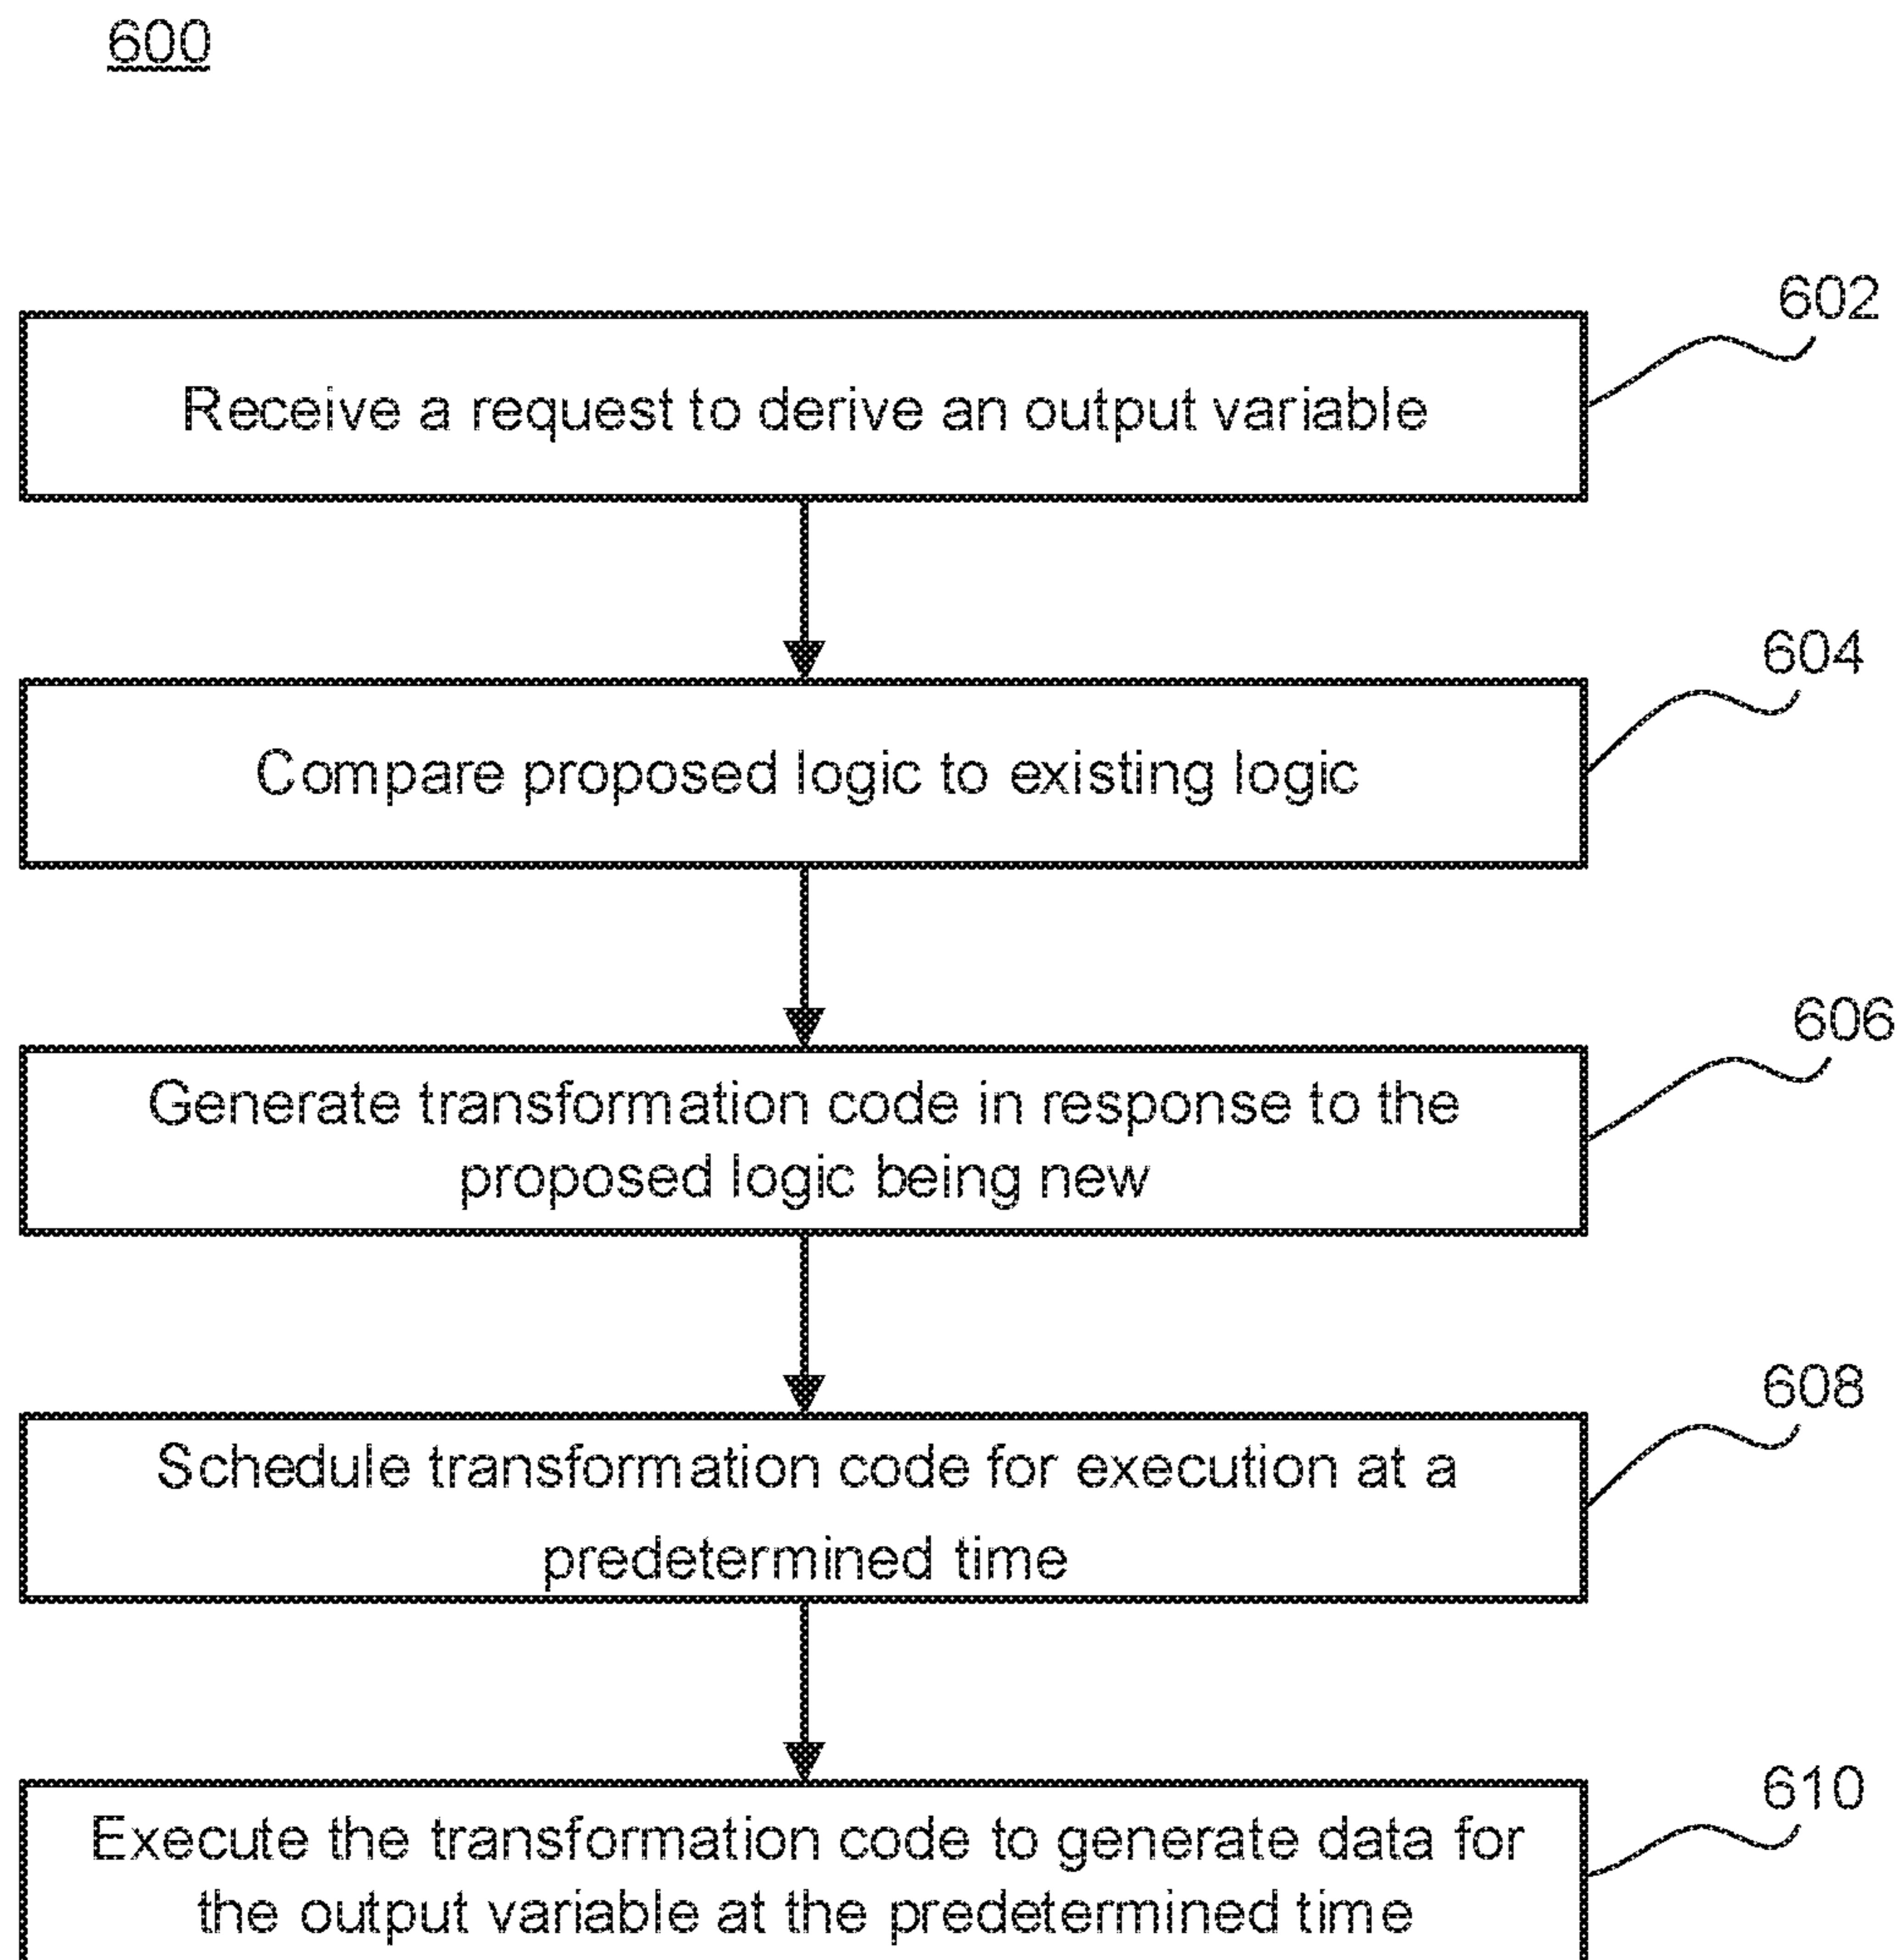 600
602
Receive a request to derive an output variable
604
Compare proposed logic to existing logic
606
Generate transformation code in response to the
proposed logic being new
608
Schedule transformation code for execution at a
predetermined time
610
Execute the transformation code to generate data for
the output variable at the predetermined time